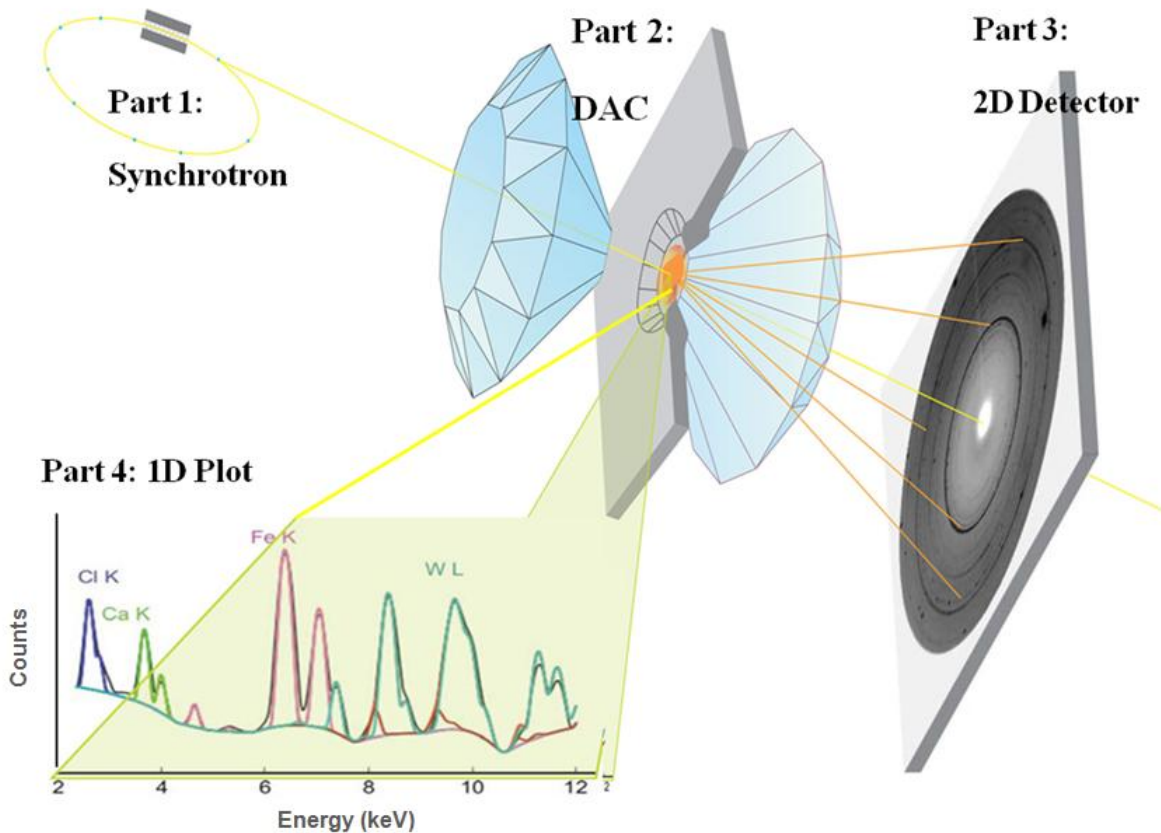 Part 1:
Synchrotron
Part 2:
DAC
Part 3:
2D Detector
Part 4: 1D Plot
Counts
Cl K
Ca K
Fe K
W L
2 4 6 8 10 12 2
Energy (keV)